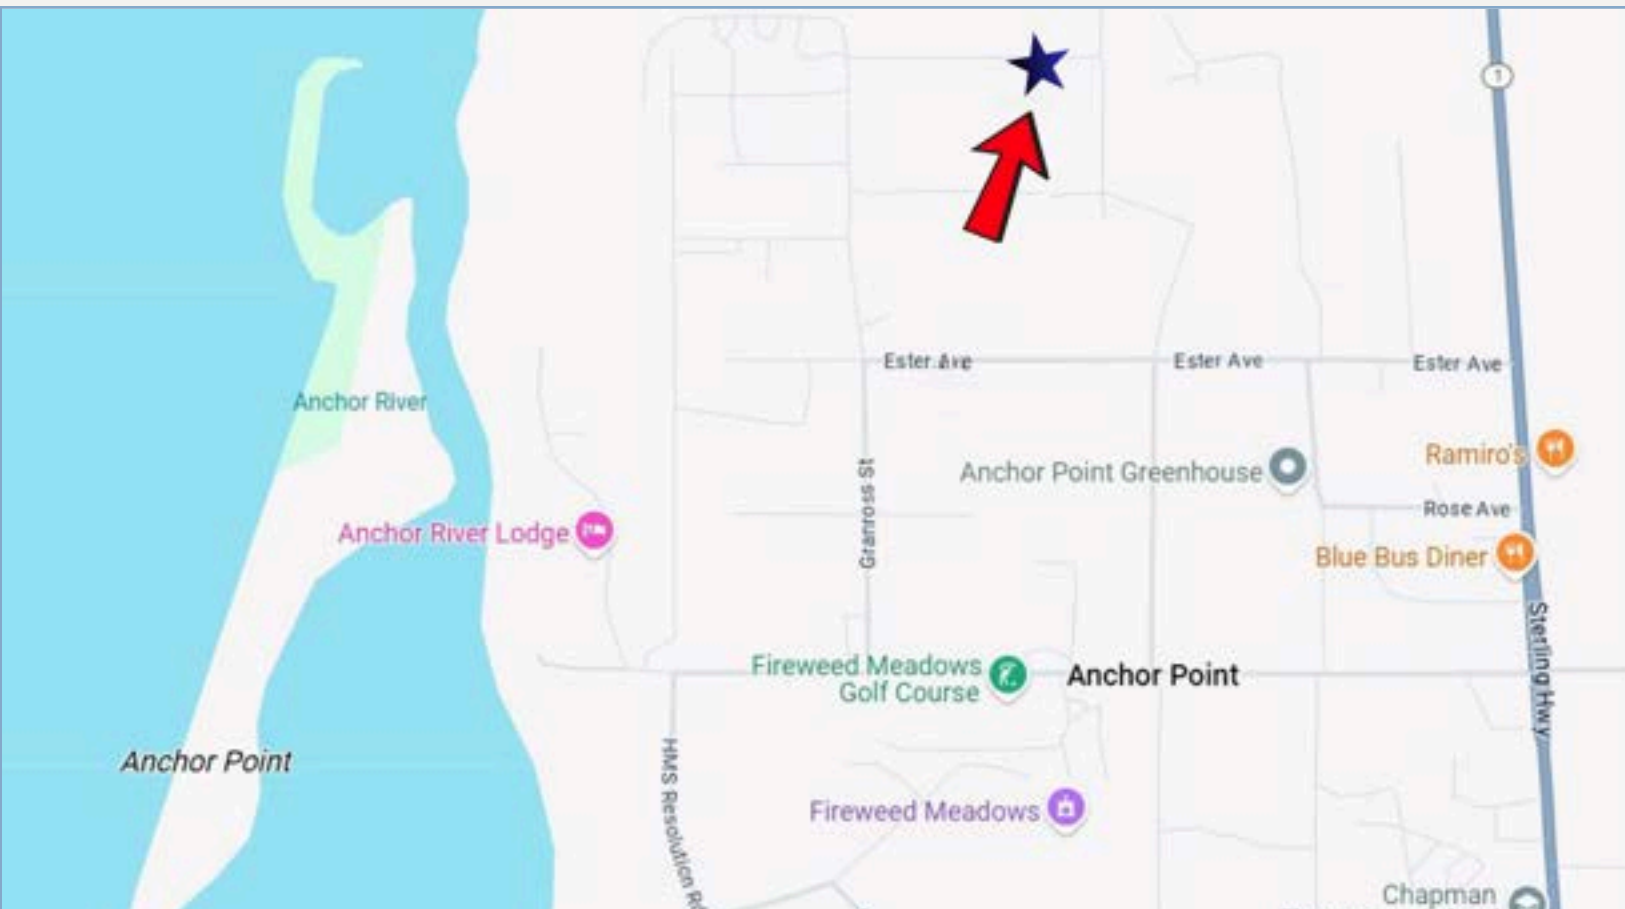 1
Ester Ave
Ester Ave
Ester Ave
Anchor River
Ramiro's
Anchor Point Greenhouse
Granross St
Rose Ave
Anchor River Lodge
Blue Bus Diner
Sterling Hwy
Fireweed Meadows
Golf Course
Anchor Point
HMS Resolution Rd
Anchor Point
Fireweed Meadows
Chapman